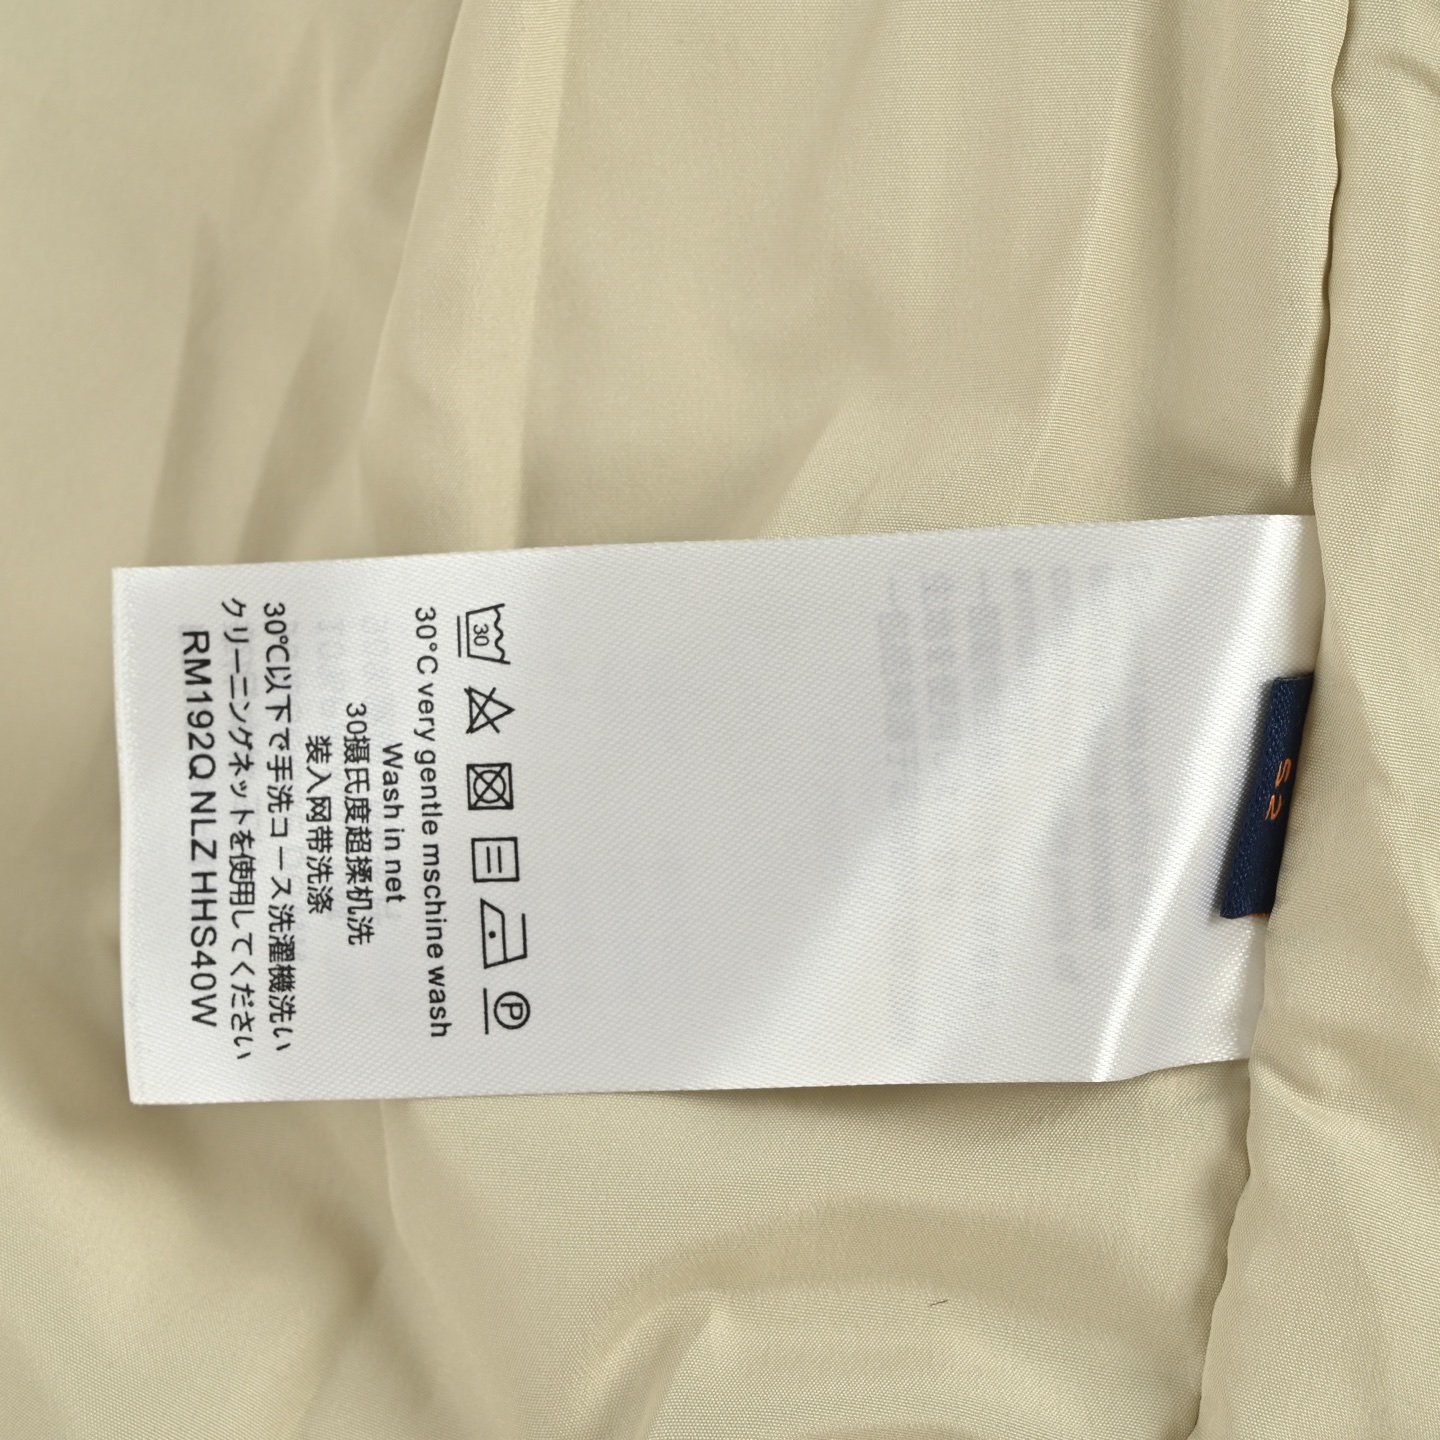 30
P
30°C very gentle mschine wash
Wash in net
30摄氏度超揉机洗
装入网带洗涤
30℃以下で手洗コース洗濯機洗い
クリーニングネットを使用してください
RM192Q NLZ HHS40W